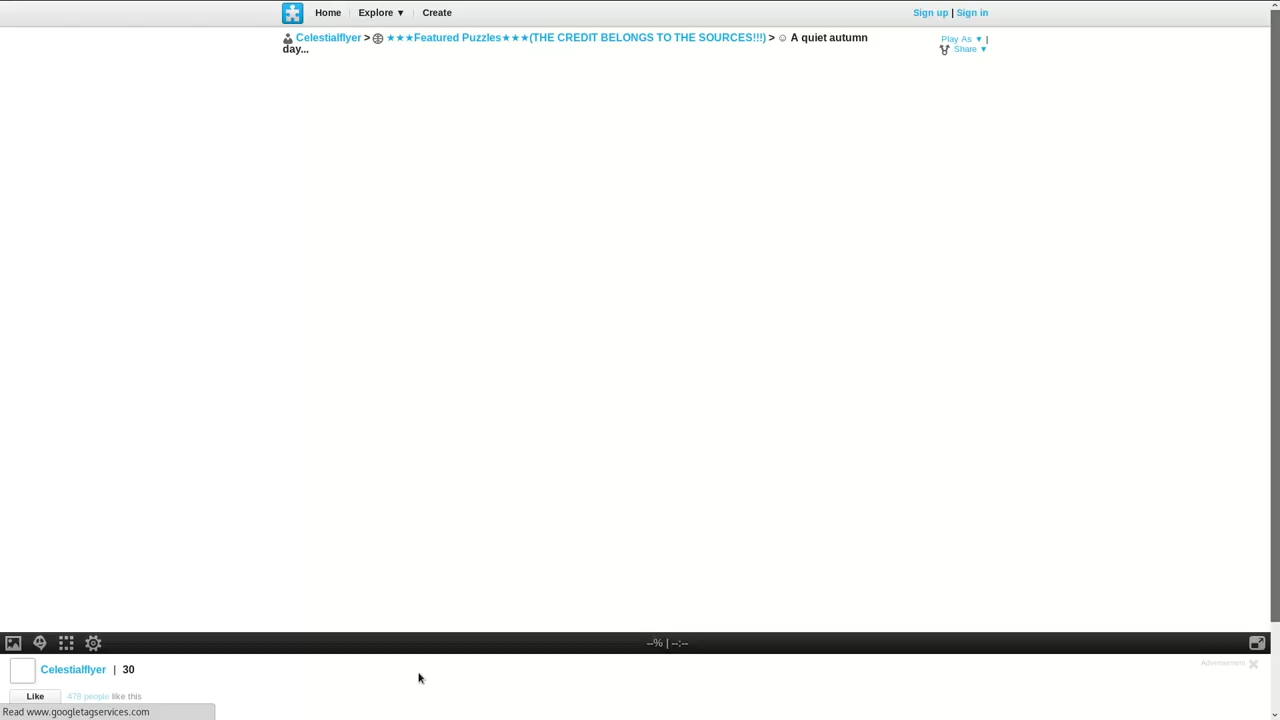 Home Explore ▼ Create Sign up | Sign in
Celestialflyer > ★★★Featured Puzzles★★★(THE CREDIT BELONGS TO THE SOURCES!!!) > ☺ A quiet autumn
day...
Play As ▼ |
Share ▼
--% | --:--
Celestialflyer | 30
Advertisement
Like 478 people like this
Read www.googletagservices.com